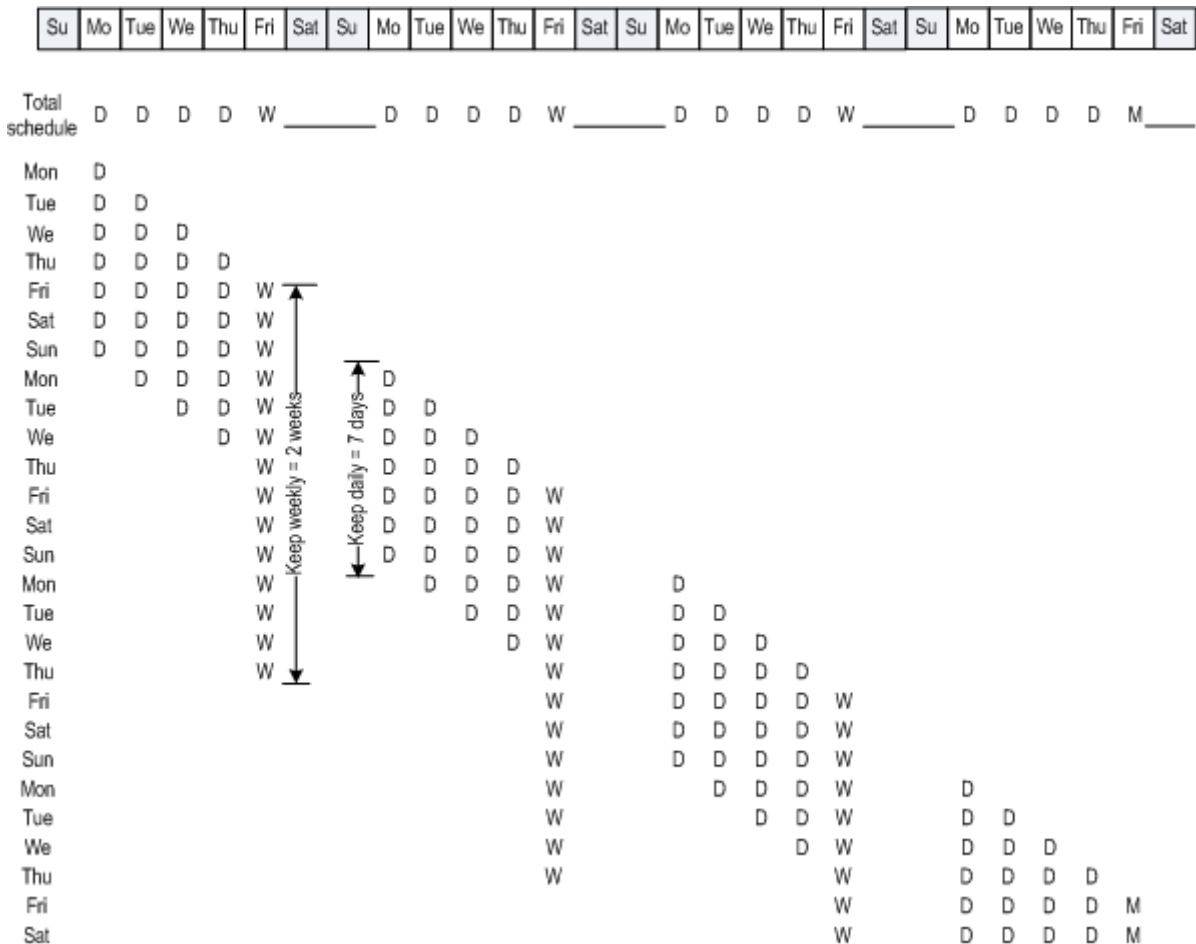 Su Mo Tue We Thu Fri Sat Su Mo Tue We Thu Fri Sat Su Mo Tue We Thu Fri Sat Su Mo Tue We Thu Fri Sat
Total
schedule D D D D W D D D D W D D D D W D D D D M
Mon D
Tue D D
We D D D
Thu D D D D
Fri D D D D W
Sat D D D D W
Sun D D D D W
Mon D D D W D
Tue D D W D D
We D W D D D
Thu W D D D D
Fri W D D D D W
Sat W D D D D W
Sun W D D D D W
Mon W D D D W D
Tue W D D W D D
We W D W D D D
Thu W W D D D D
Fri W D D D D W
Sat W D D D D W
Sun W D D D D W
Mon W D D D W D
Tue W D D W D D
We W D W D D D
Thu W W D D D D
Fri W D D D D M
Sat W D D D D M
Keep weekly = 2 weeks
Keep daily = 7 days